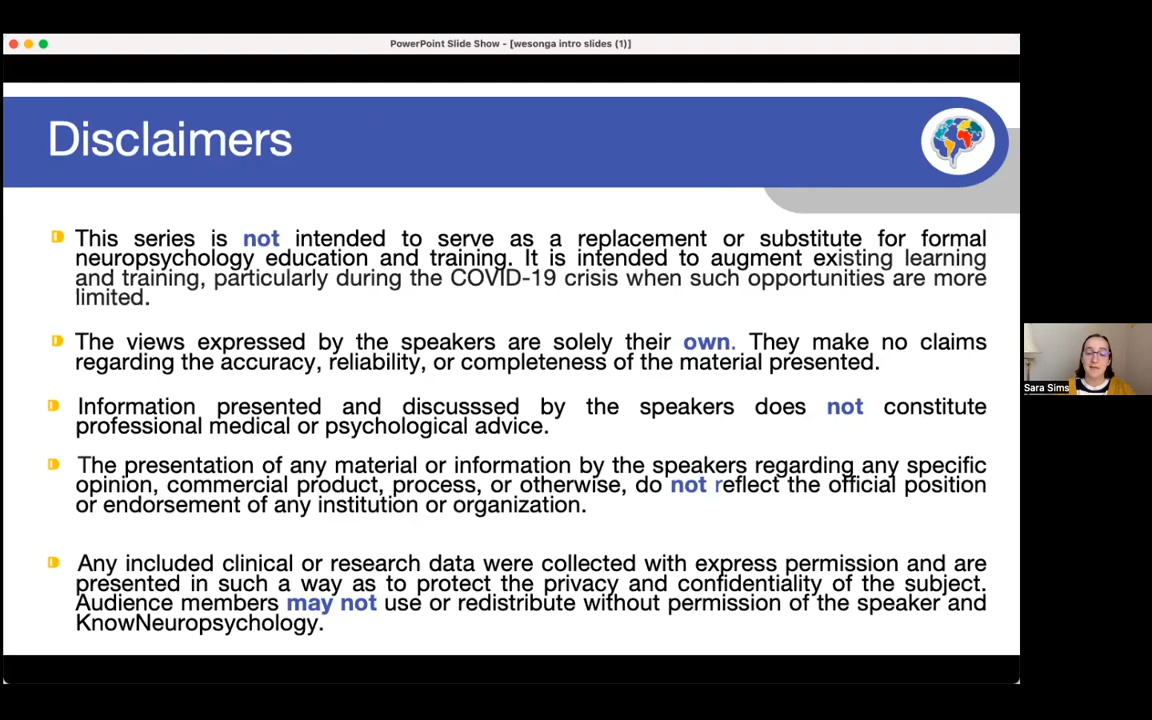 PowerPoint Slide Show - [wesonga intro slides (1)]
Disclaimers
This series is not intended to serve as a replacement or substitute for formal
neuropsychology education and training. It is intended to augment existing learning
and training, particularly during the COVID-19 crisis when such opportunities are more
limited.
The views expressed by the speakers are solely their own. They make no claims
regarding the accuracy, reliability, or completeness of the material presented.
Information presented and discusssed by the speakers does not constitute
professional medical or psychological advice.
The presentation of any material or information by the speakers regarding any specific
opinion, commercial product, process, or otherwise, do not reflect the official position
or endorsement of any institution or organization.
Any included clinical or research data were collected with express permission and are
presented in such a way as to protect the privacy and confidentiality of the subject.
Audience members may not use or redistribute without permission of the speaker and
KnowNeuropsychology.
Sara Sims